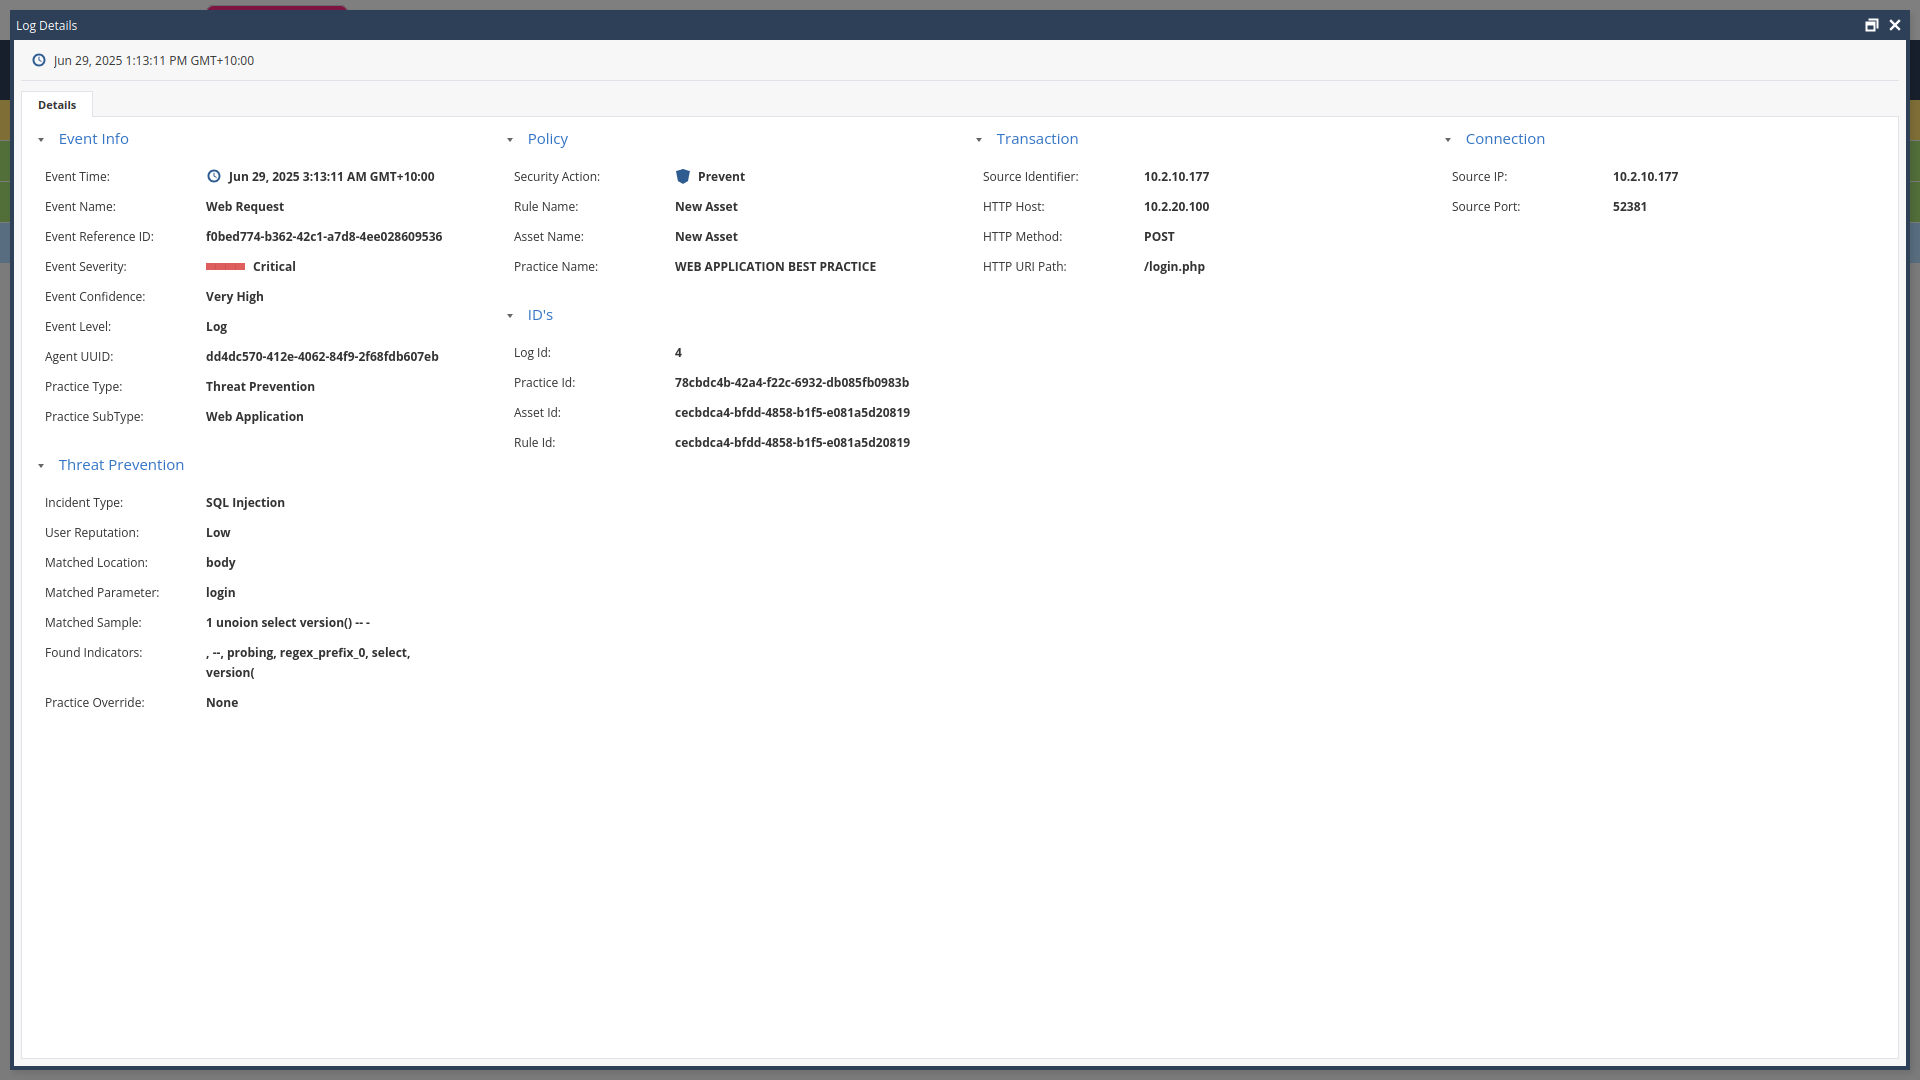 Log Details
Jun 29, 2025 1:13:11 PM GMT+10:00
Details
Event Info
Event Time: Jun 29, 2025 3:13:11 AM GMT+10:00
Event Name: Web Request
Event Reference ID: f0bed774-b362-42c1-a7d8-4ee028609536
Event Severity: Critical
Event Confidence: Very High
Event Level: Log
Agent UUID: dd4dc570-412e-4062-84f9-2f68fdb607eb
Practice Type: Threat Prevention
Practice SubType: Web Application
Threat Prevention
Incident Type: SQL Injection
User Reputation: Low
Matched Location: body
Matched Parameter: login
Matched Sample: 1 unoion select version() -- -
Found Indicators: , --, probing, regex_prefix_0, select,
version(
Practice Override: None
Policy
Security Action: Prevent
Rule Name: New Asset
Asset Name: New Asset
Practice Name: WEB APPLICATION BEST PRACTICE
ID's
Log Id: 4
Practice Id: 78cbdc4b-42a4-f22c-6932-db085fb0983b
Asset Id: cecbdca4-bfdd-4858-b1f5-e081a5d20819
Rule Id: cecbdca4-bfdd-4858-b1f5-e081a5d20819
Transaction
Source Identifier: 10.2.10.177
HTTP Host: 10.2.20.100
HTTP Method: POST
HTTP URI Path: /login.php
Connection
Source IP: 10.2.10.177
Source Port: 52381